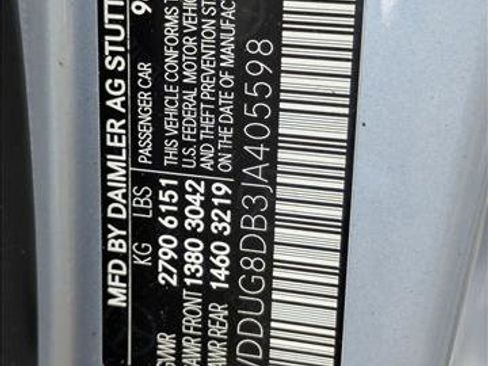 MFD BY DAIMLER AG STUTT
KG LBS
GVWR 2790 6151
GAWR FRONT 1380 3042
GAWR REAR 1460 3219
PASSENGER CAR
THIS VEHICLE CONFORMS T
U.S. FEDERAL MOTOR VEHIC
AND THEFT PREVENTION ST
ON THE DATE OF MANUFAC
WDDUG8DB3JA405598